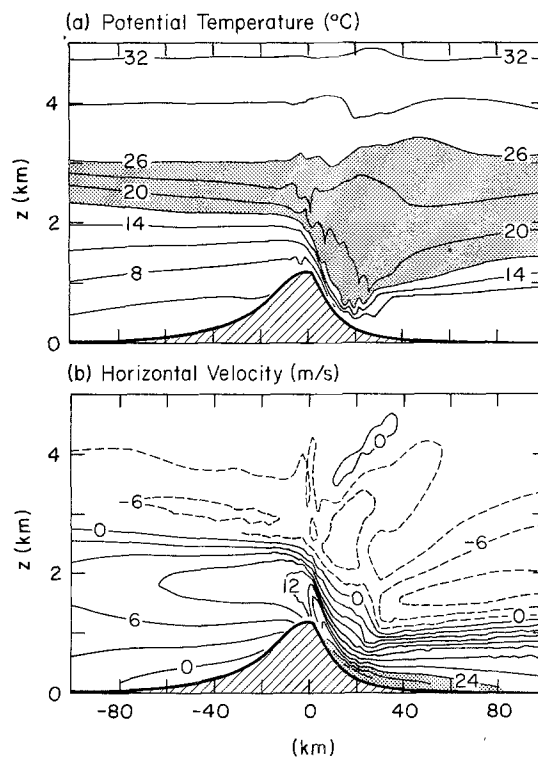 (a) Potential Temperature (°C)
32 32
4
26 26
z (km)
20
2
14 20
8 14
0
(b) Horizontal Velocity (m/s)
4 0
-6
z (km)
0 -6
2
12 0
6 0
0
0 24
-80 -40 0 40 80
(km)